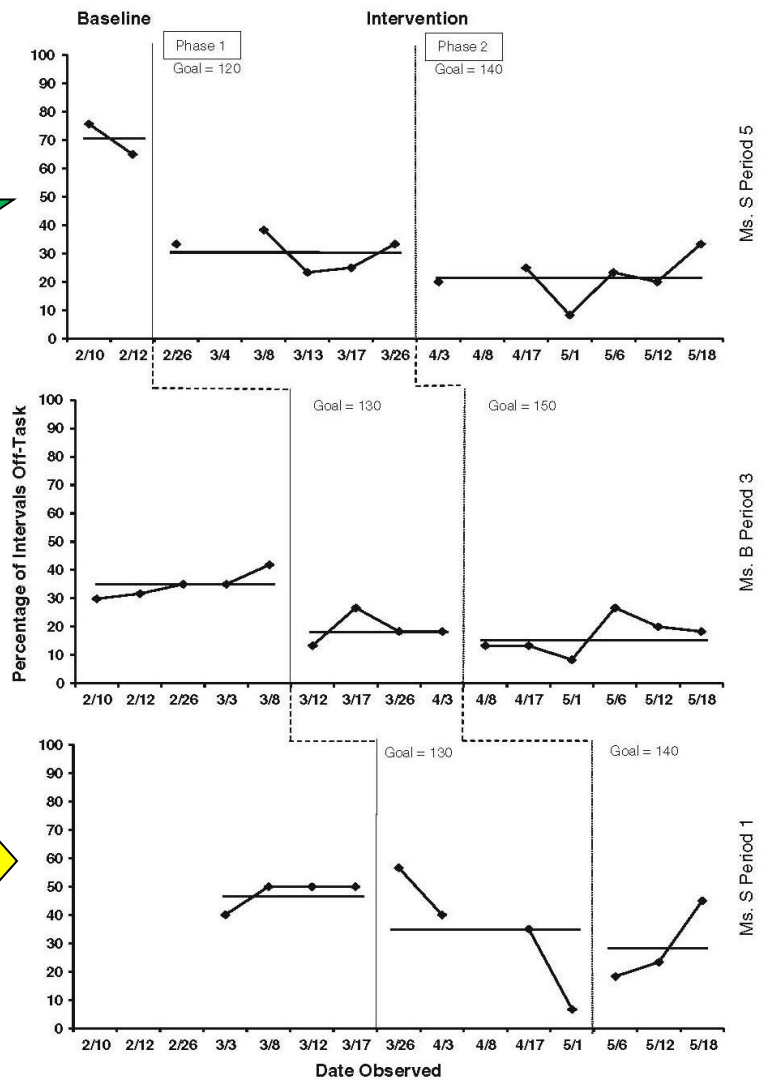 Baseline Intervention
Phase 1 Phase 2
Goal = 120 Goal = 140
100
90
80
70
60
50
40
30
20
10
0
2/10 2/12 2/26 3/4 3/8 3/13 3/17 3/26 4/3 4/8 4/17 5/1 5/6 5/12 5/18
Ms. S Period 5
Percentage of Intervals Off-Task
Goal = 130 Goal = 150
100
90
80
70
60
50
40
30
20
10
0
2/10 2/12 2/26 3/3 3/8 3/12 3/17 3/26 4/3 4/8 4/17 5/1 5/6 5/12 5/18
Ms. B Period 3
Goal = 130 Goal = 140
100
90
80
70
60
50
40
30
20
10
0
2/10 2/12 2/26 3/3 3/8 3/12 3/17 3/26 4/3 4/8 4/17 5/1 5/6 5/12 5/18
Ms. S Period 1
Date Observed